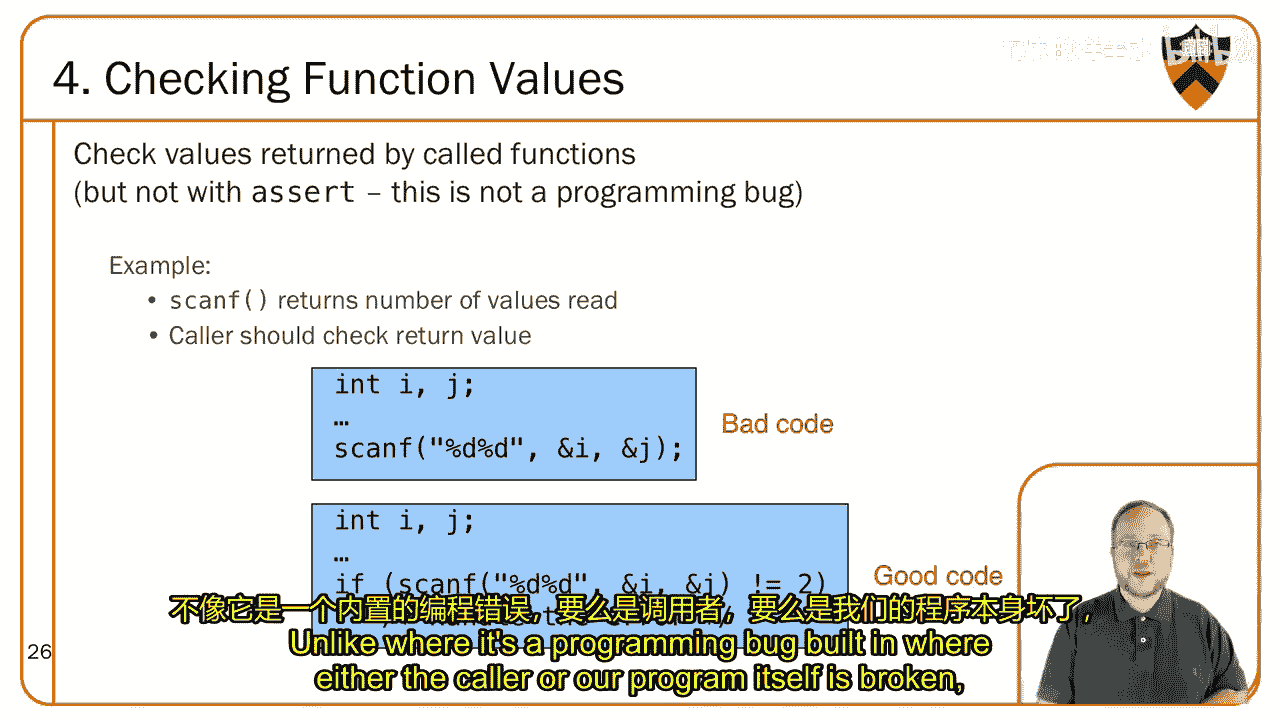 4. Checking Function Values
Check values returned by called functions
(but not with assert – this is not a programming bug)
Example:
• scanf() returns number of values read
• Caller should check return value
int i, j;
…
scanf("%d%d", &i, &j);
Bad code
int i, j;
…
if (scanf("%d%d", &i, &j) != 2)
Good code
不像它是一个内置的编程错误，要么是调用者，要么是我们的程序本身坏了，
Unlike where it's a programming bug built in where
either the caller or our program itself is broken,
26